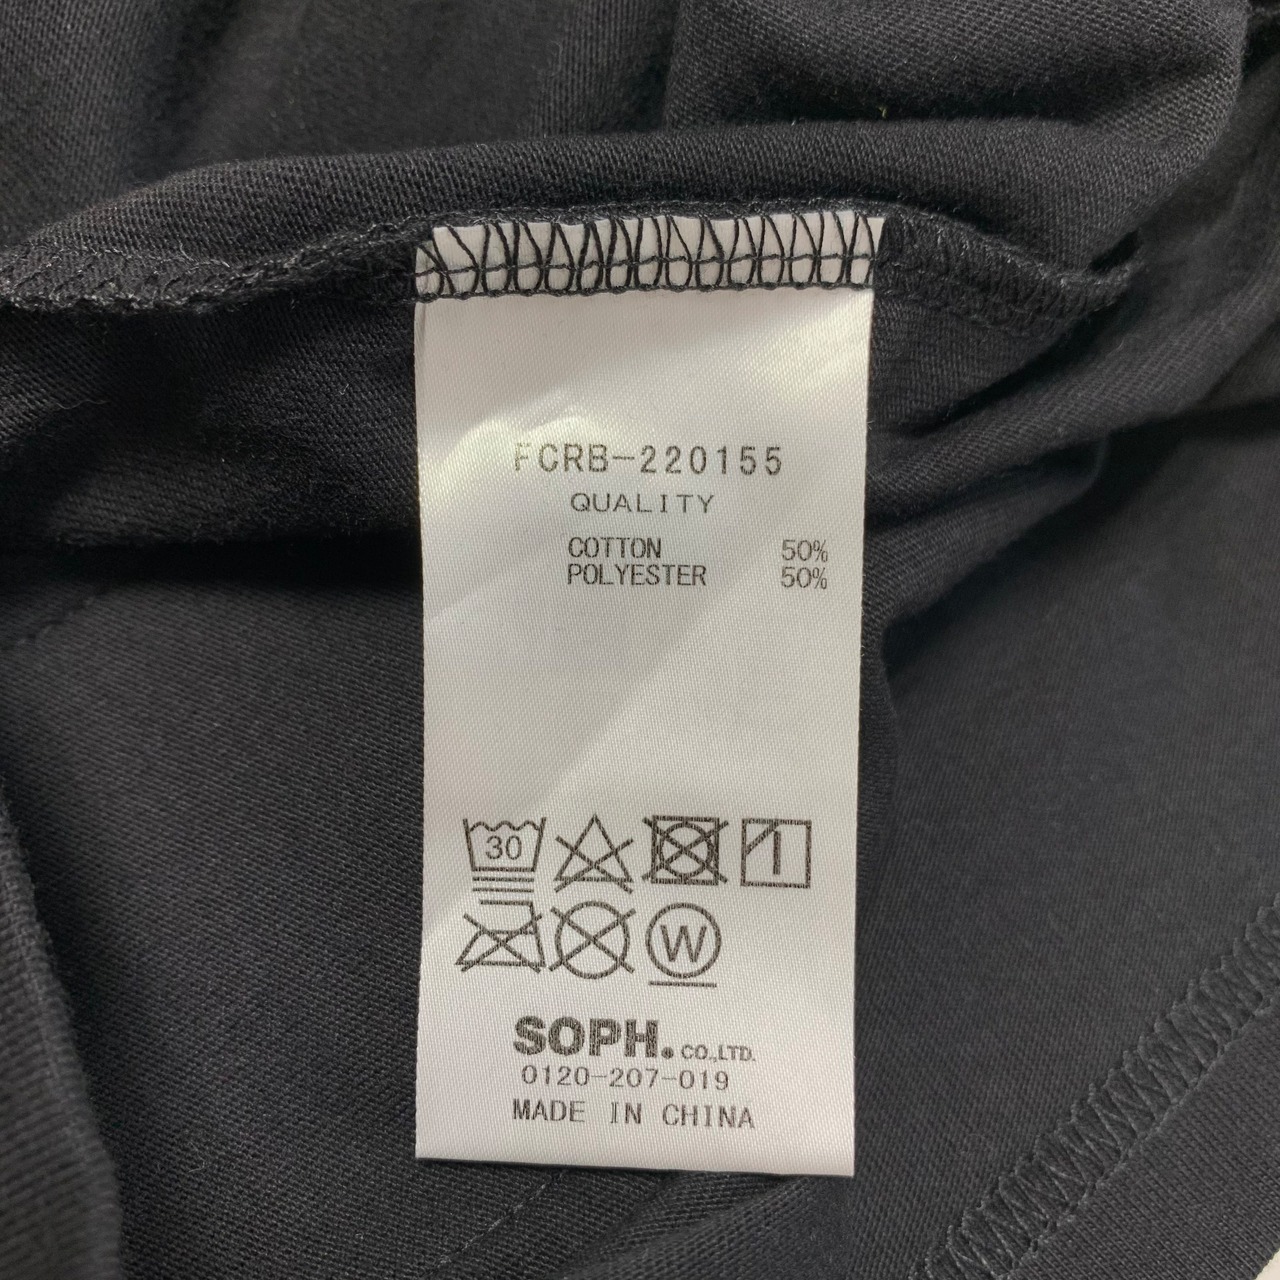 FCRB-220155
QUALITY
COTTON 50%
POLYESTER 50%
30
W
SOPH. CO.,LTD.
0120-207-019
MADE IN CHINA